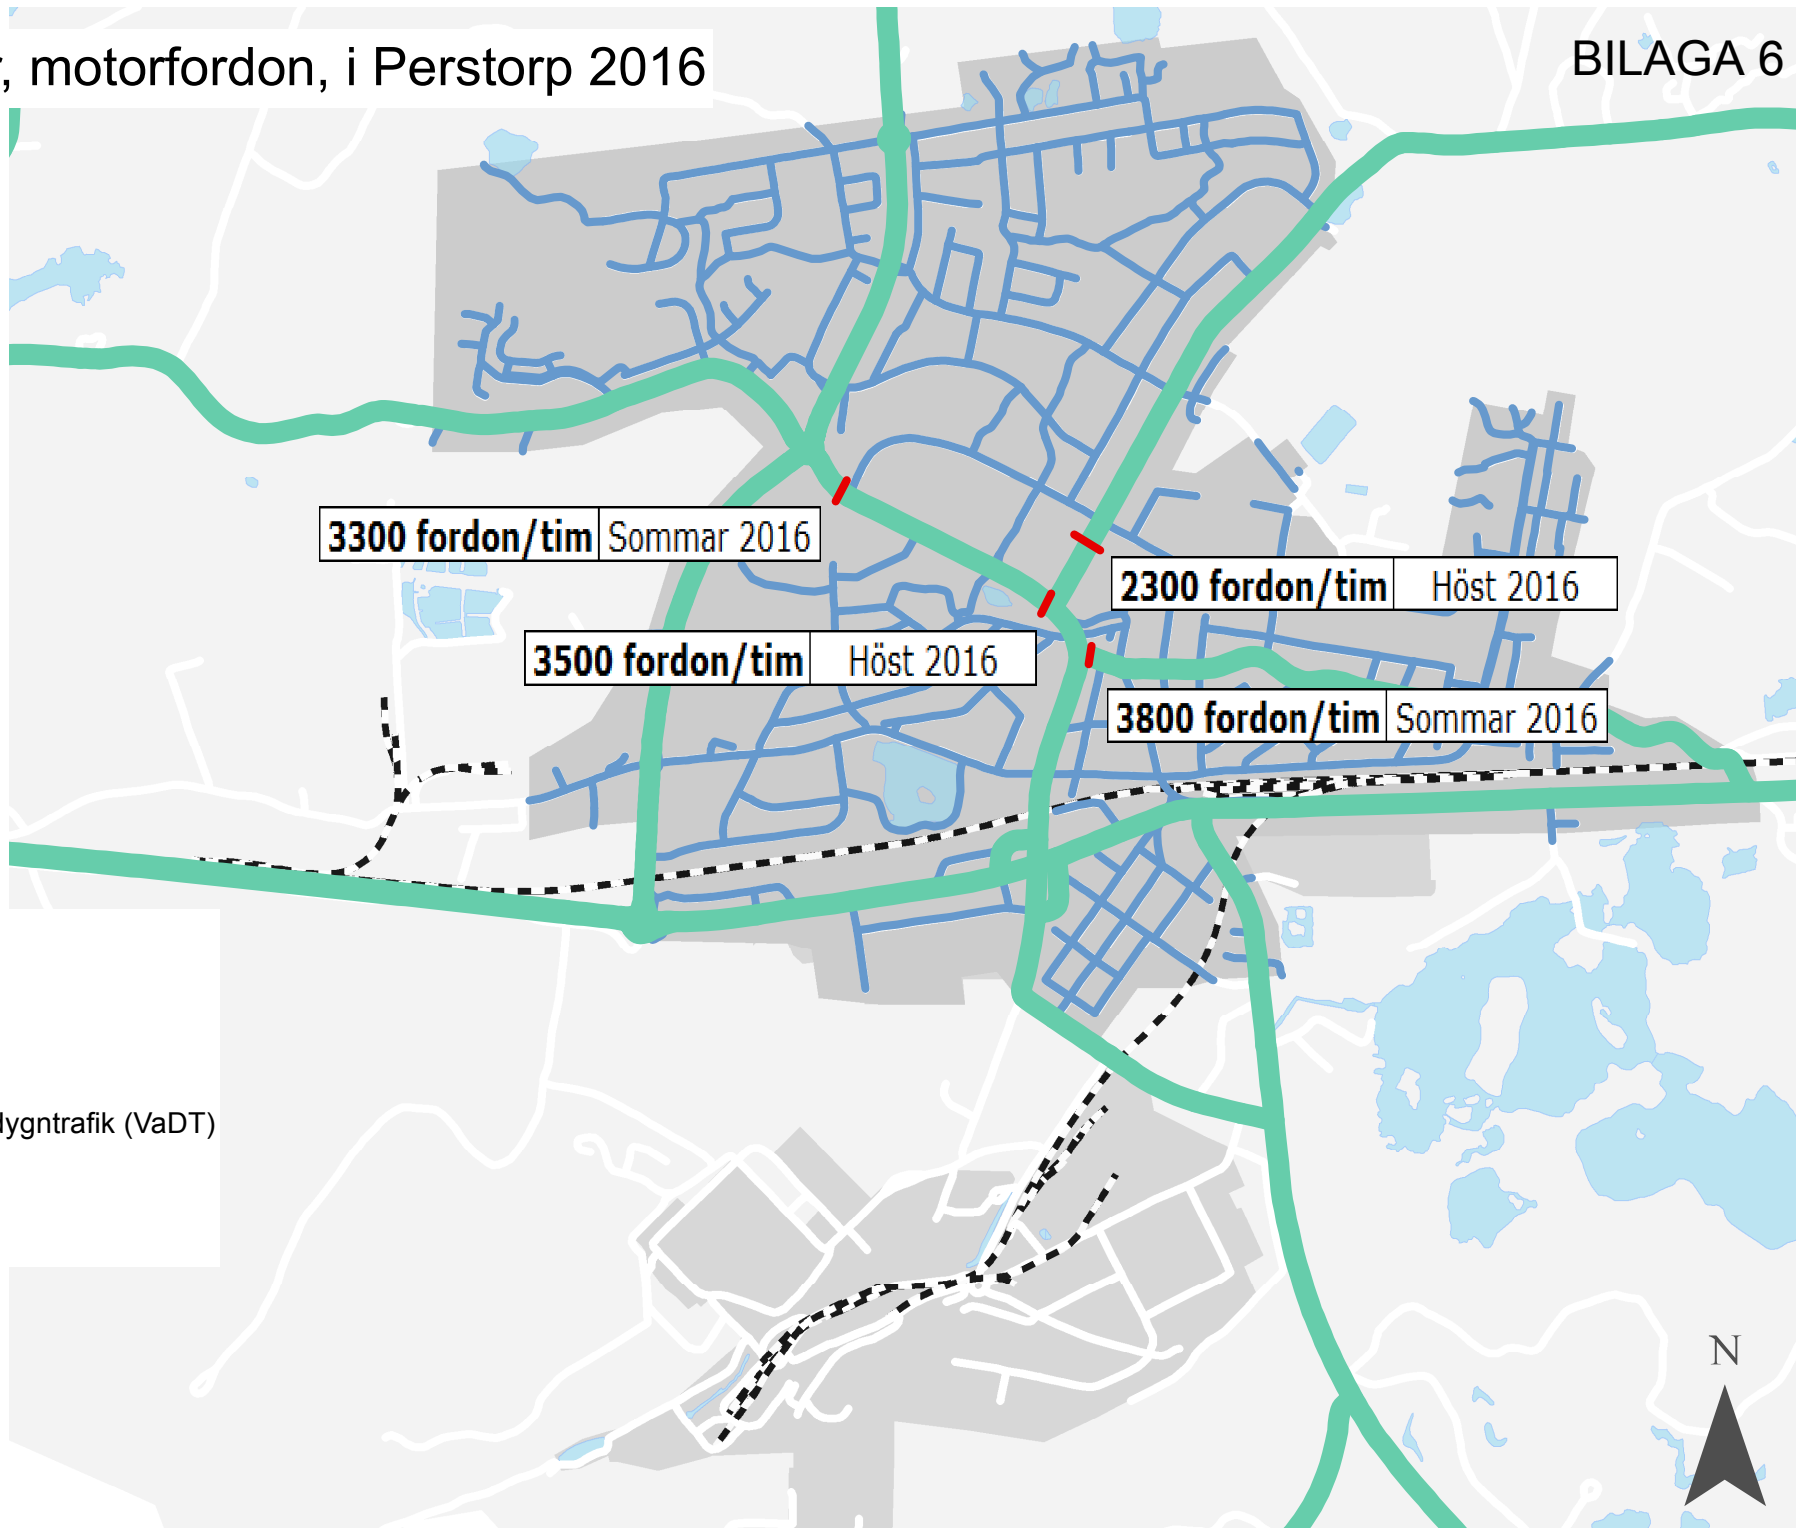 , motorfordon, i Perstorp 2016
BILAGA 6
3300 fordon/tim Sommar 2016
2300 fordon/tim Höst 2016
3500 fordon/tim Höst 2016
3800 fordon/tim Sommar 2016
dygntrafik (VaDT)
N